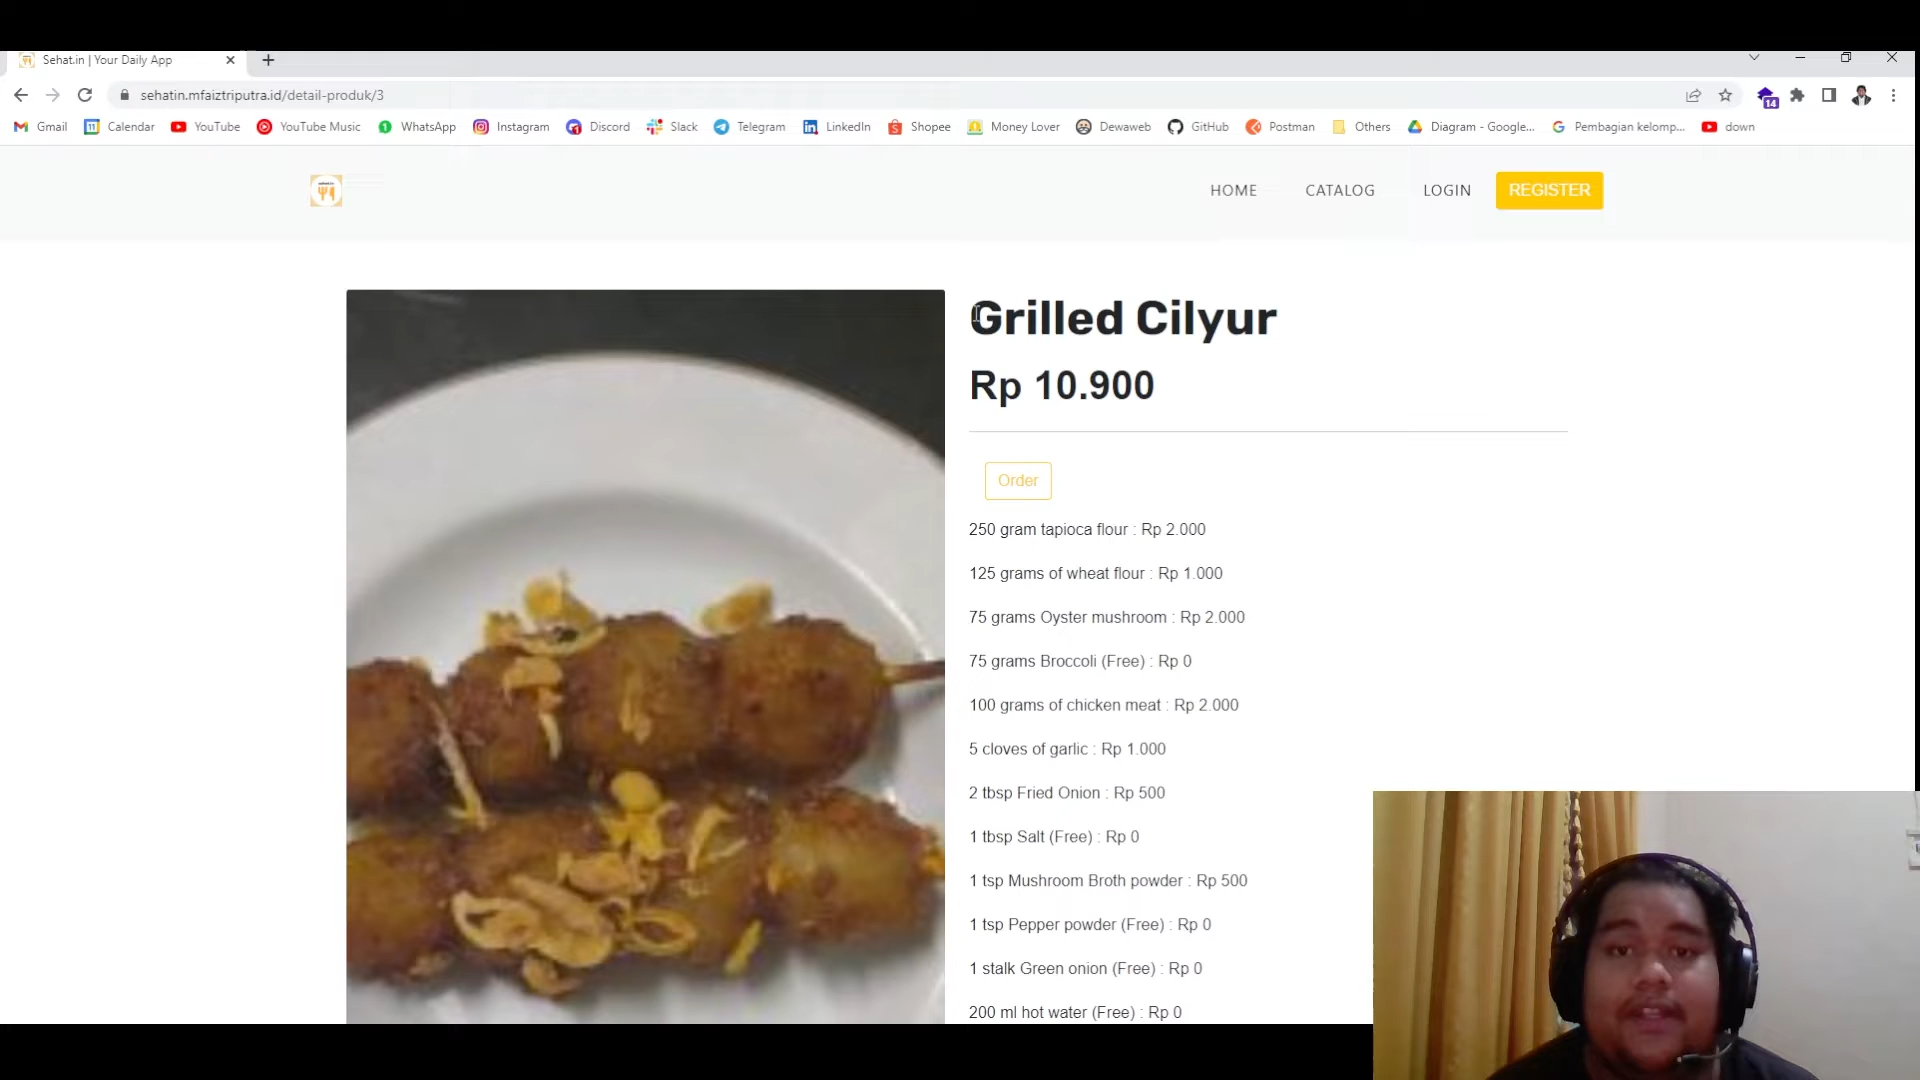 Sehat.in | Your Daily App
sehatin.mfaiztriputra.id/detail-produk/3
14
Gmail
11 Calendar
YouTube
YouTube Music
1 WhatsApp
Instagram
Discord
Slack
Telegram
LinkedIn
Shopee
Money Lover
Dewaweb
GitHub
Postman
Others
Diagram - Google...
Pembagian kelomp...
down
HOME
CATALOG
LOGIN
REGISTER
Grilled Cilyur
Rp 10.900
Order
250 gram tapioca flour : Rp 2.000
125 grams of wheat flour : Rp 1.000
75 grams Oyster mushroom : Rp 2.000
75 grams Broccoli (Free) : Rp 0
100 grams of chicken meat : Rp 2.000
5 cloves of garlic : Rp 1.000
2 tbsp Fried Onion : Rp 500
1 tbsp Salt (Free) : Rp 0
1 tsp Mushroom Broth powder : Rp 500
1 tsp Pepper powder (Free) : Rp 0
1 stalk Green onion (Free) : Rp 0
200 ml hot water (Free) : Rp 0